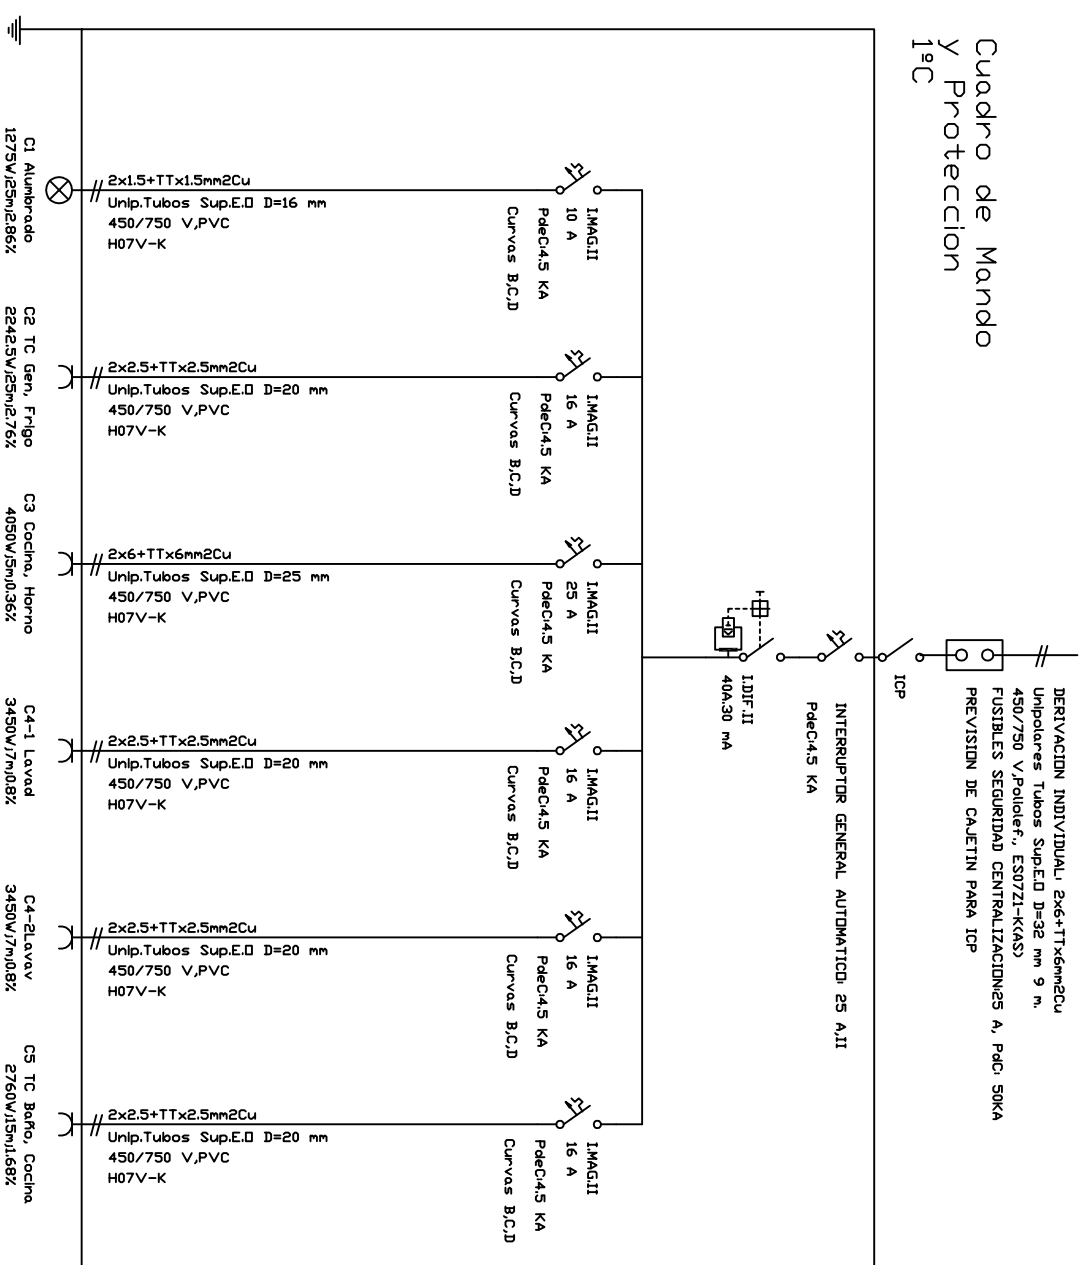 Cuadro de Mando
y Proteccion
1ºC
DERIVACION INDIVIDUAL: 2x6+TTx6mm2Cu
Unipolares Tubos Sup.E.O D=32 mm 9 m.
450/750 V,Poliolef., ES07Z1-K(AS)
FUSIBLES SEGURIDAD CENTRALIZACION:25 A, PdC: 50KA
PREVISION DE CAJETIN PARA ICP
ICP
INTERRUPTOR GENERAL AUTOMATICO: 25 A,II
PdeC:4.5 KA
I.DIF.II
40A.30 mA
I.MAG.II
10 A
PdeC:4.5 KA
Curvas B,C,D
2x1.5+TTx1.5mm2Cu
Unip.Tubos Sup.E.O D=16 mm
450/750 V,PVC
H07V-K
C1 Alumbrado
1275W;25m;2.86%
I.MAG.II
16 A
PdeC:4.5 KA
Curvas B,C,D
2x2.5+TTx2.5mm2Cu
Unip.Tubos Sup.E.O D=20 mm
450/750 V,PVC
H07V-K
C2 TC Gen, Frigo
2242.5W;25m;2.76%
I.MAG.II
25 A
PdeC:4.5 KA
Curvas B,C,D
2x6+TTx6mm2Cu
Unip.Tubos Sup.E.O D=25 mm
450/750 V,PVC
H07V-K
C3 Cocina, Horno
4050W;5m;0.36%
I.MAG.II
16 A
PdeC:4.5 KA
Curvas B,C,D
2x2.5+TTx2.5mm2Cu
Unip.Tubos Sup.E.O D=20 mm
450/750 V,PVC
H07V-K
C4-1 Lavad
3450W;7m;0.8%
I.MAG.II
16 A
PdeC:4.5 KA
Curvas B,C,D
2x2.5+TTx2.5mm2Cu
Unip.Tubos Sup.E.O D=20 mm
450/750 V,PVC
H07V-K
C4-2Lavav
3450W;7m;0.8%
I.MAG.II
16 A
PdeC:4.5 KA
Curvas B,C,D
2x2.5+TTx2.5mm2Cu
Unip.Tubos Sup.E.O D=20 mm
450/750 V,PVC
H07V-K
C5 TC Baño, Cocina
2760W;15m;1.68%